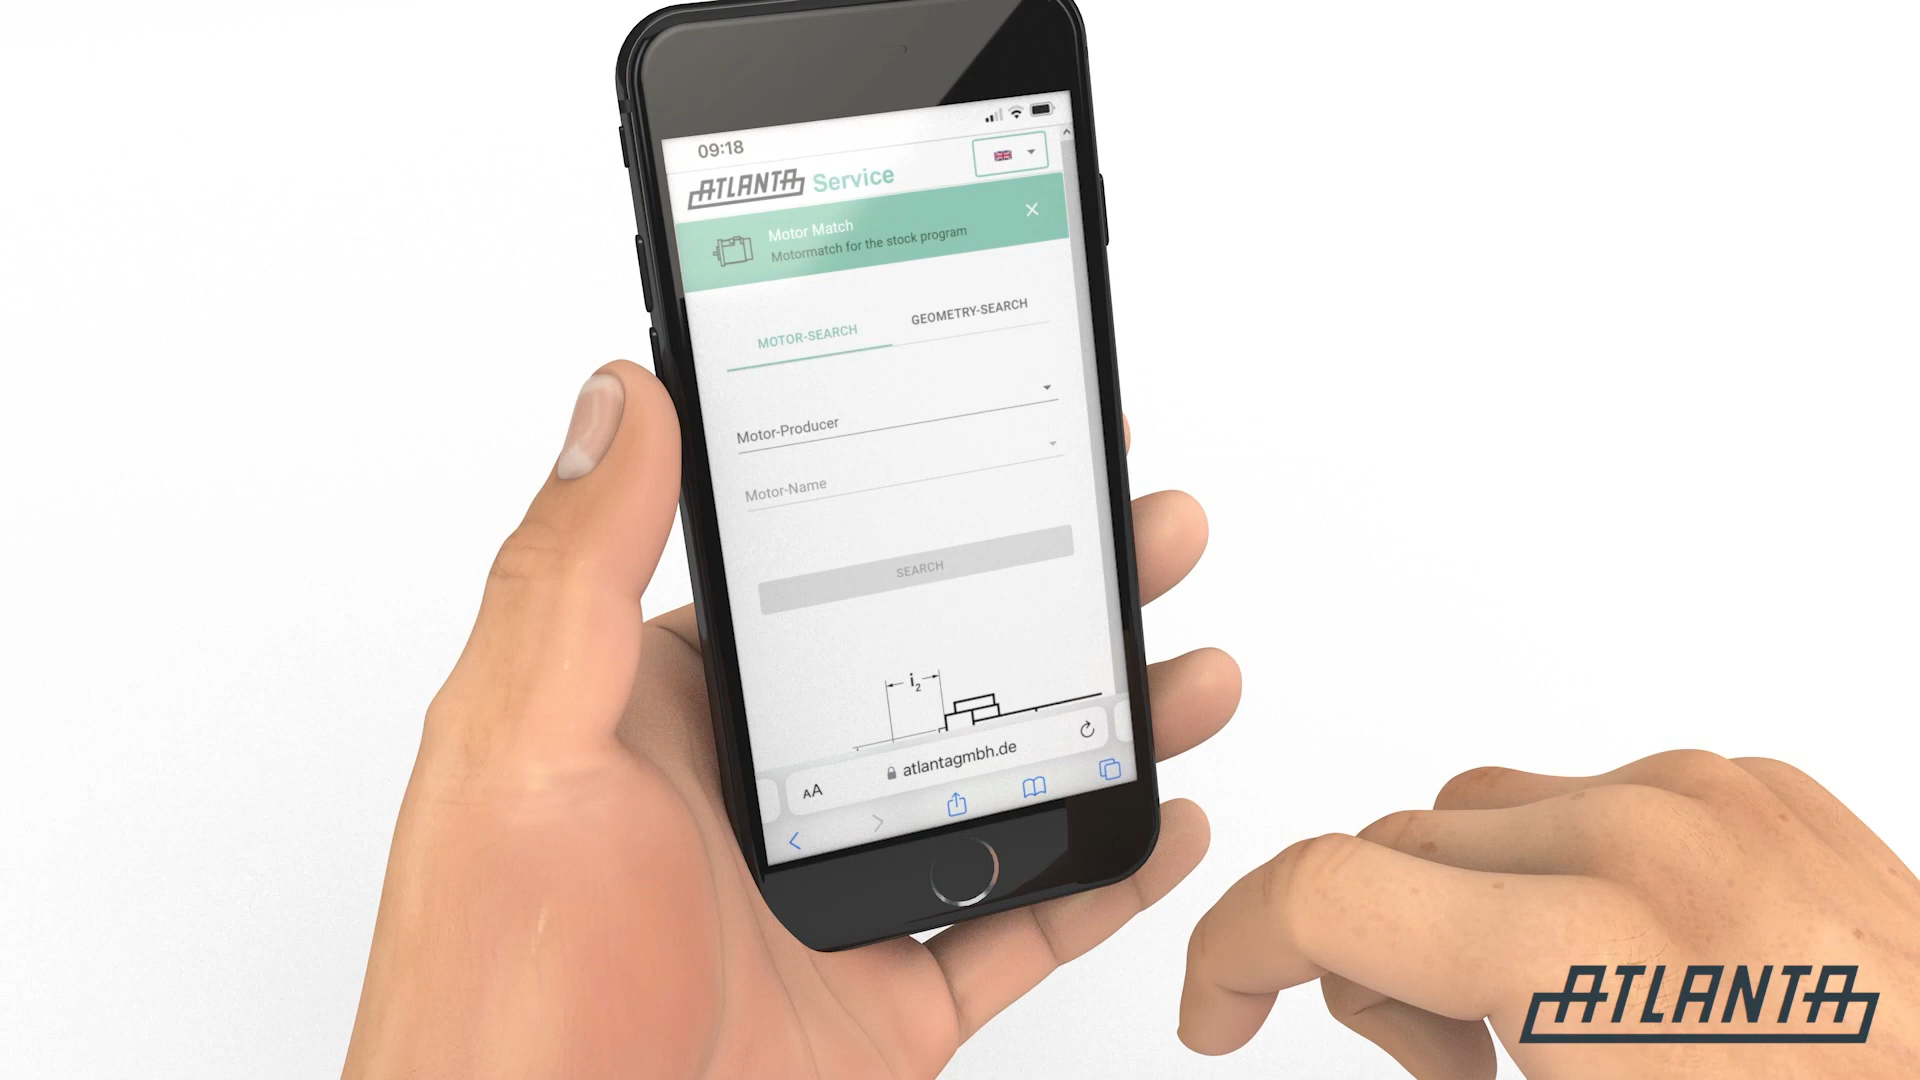 09:18
ATLANTA Service
Motor Match
Motormatch for the stock program
MOTOR-SEARCH
GEOMETRY-SEARCH
Motor-Producer
Motor-Name
SEARCH
i2
AA
atlantagmbh.de
ATLANTA